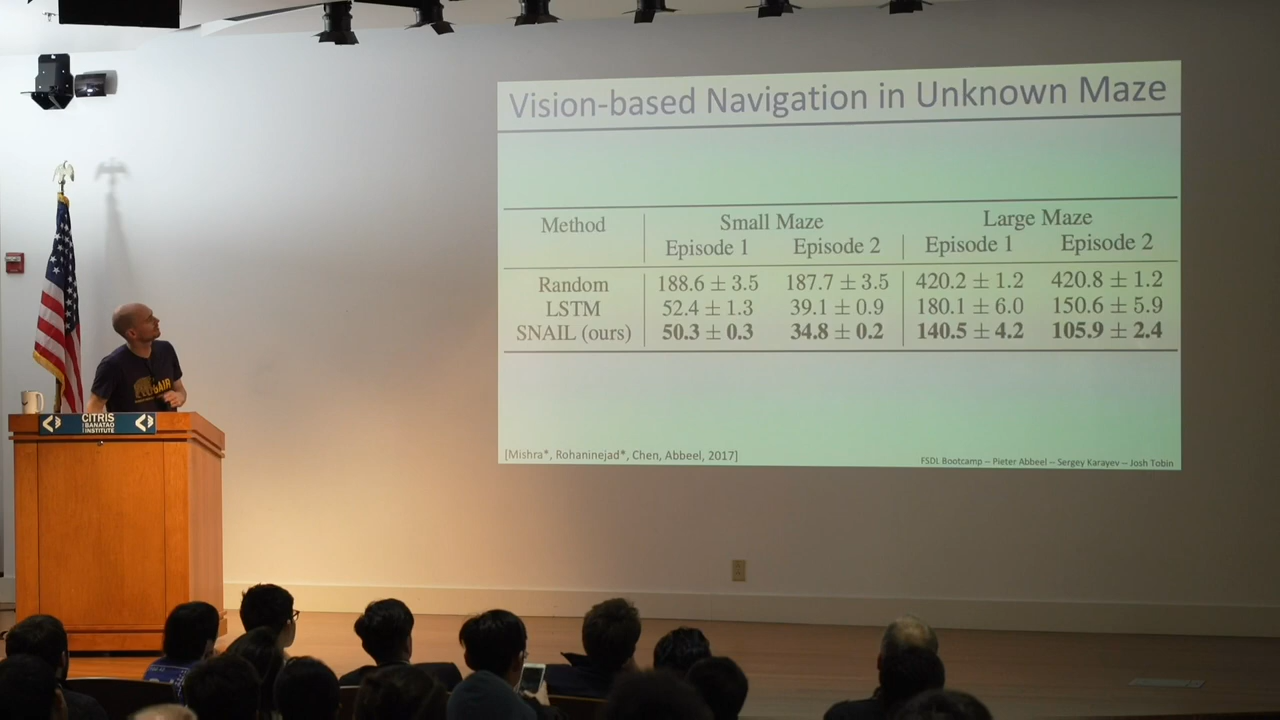 Vision-based Navigation in Unknown Maze
Method Small Maze Large Maze
Episode 1 Episode 2 Episode 1 Episode 2
Random 188.6 ± 3.5 187.7 ± 3.5 420.2 ± 1.2 420.8 ± 1.2
LSTM 52.4 ± 1.3 39.1 ± 0.9 180.1 ± 6.0 150.6 ± 5.9
SNAIL (ours) 50.3 ± 0.3 34.8 ± 0.2 140.5 ± 4.2 105.9 ± 2.4
[Mishra*, Rohaninejad*, Chen, Abbeel, 2017]
FSDL Bootcamp -- Pieter Abbeel -- Sergey Karayev -- Josh Tobin
CITRIS
BANATAO
INSTITUTE